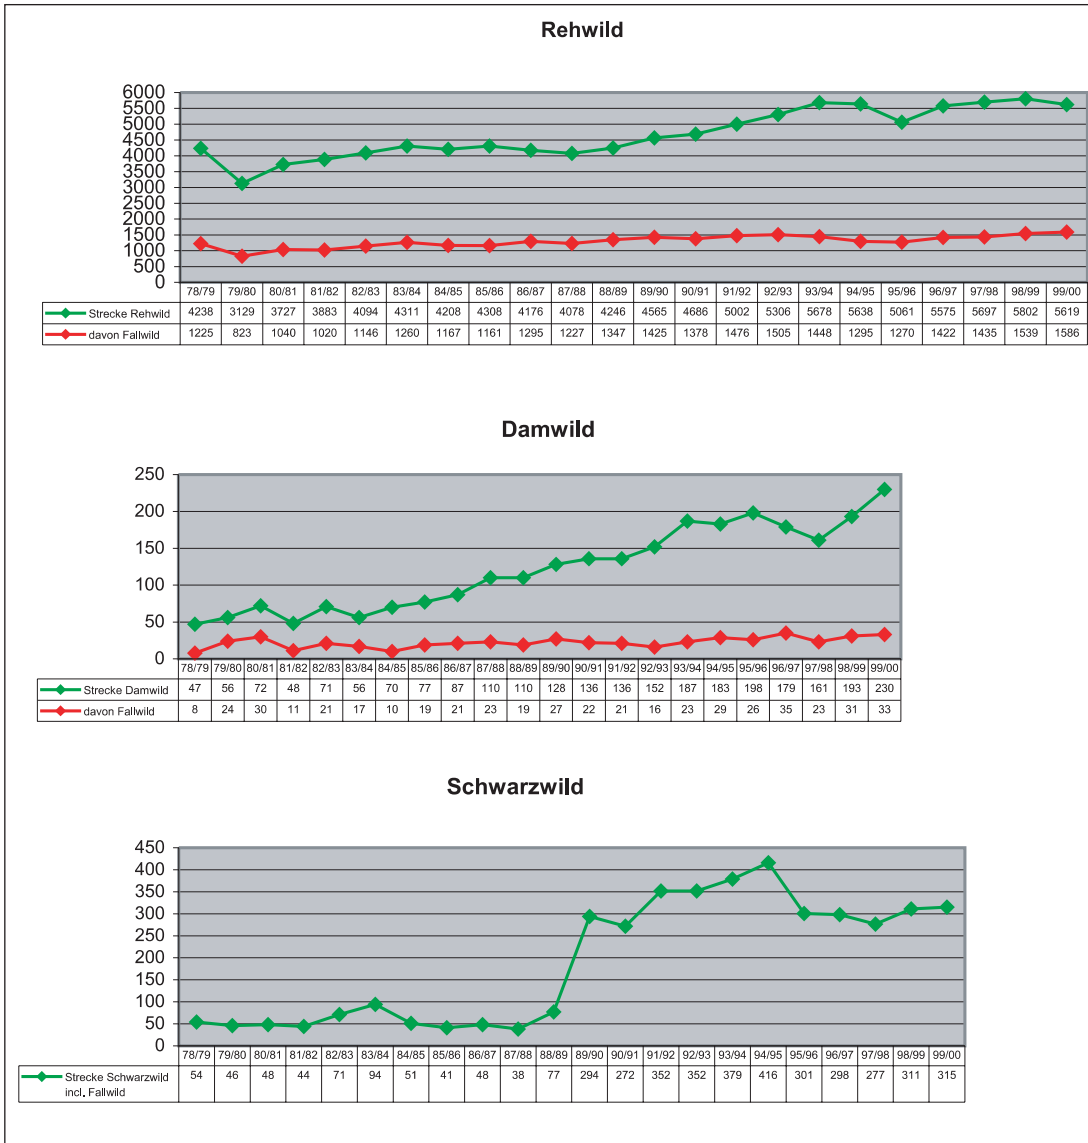 Rehwild
6000
5500
5000
4500
4000
3500
3000
2500
2000
1500
1000
500
0
78/79 79/80 80/81 81/82 82/83 83/84 84/85 85/86 86/87 87/88 88/89 89/90 90/91 91/92 92/93 93/94 94/95 95/96 96/97 97/98 98/99 99/00
Strecke Rehwild 4238 3129 3727 3883 4094 4311 4208 4308 4176 4078 4246 4565 4686 5002 5306 5678 5638 5061 5575 5697 5802 5619
davon Fallwild 1225 823 1040 1020 1146 1260 1167 1161 1295 1227 1347 1425 1378 1476 1505 1448 1295 1270 1422 1435 1539 1586
Damwild
250
200
150
100
50
0
78/79 79/80 80/81 81/82 82/83 83/84 84/85 85/86 86/87 87/88 88/89 89/90 90/91 91/92 92/93 93/94 94/95 95/96 96/97 97/98 98/99 99/00
Strecke Damwild 47 56 72 48 71 56 70 77 87 110 110 128 136 136 152 187 183 198 179 161 193 230
davon Fallwild 8 24 30 11 21 17 10 19 21 23 19 27 22 21 16 23 29 26 35 23 31 33
Schwarzwild
450
400
350
300
250
200
150
100
50
0
78/79 79/80 80/81 81/82 82/83 83/84 84/85 85/86 86/87 87/88 88/89 89/90 90/91 91/92 92/93 93/94 94/95 95/96 96/97 97/98 98/99 99/00
Strecke Schwarzwild 54 46 48 44 71 94 51 41 48 38 77 294 272 352 352 379 416 301 298 277 311 315
incl. Fallwild